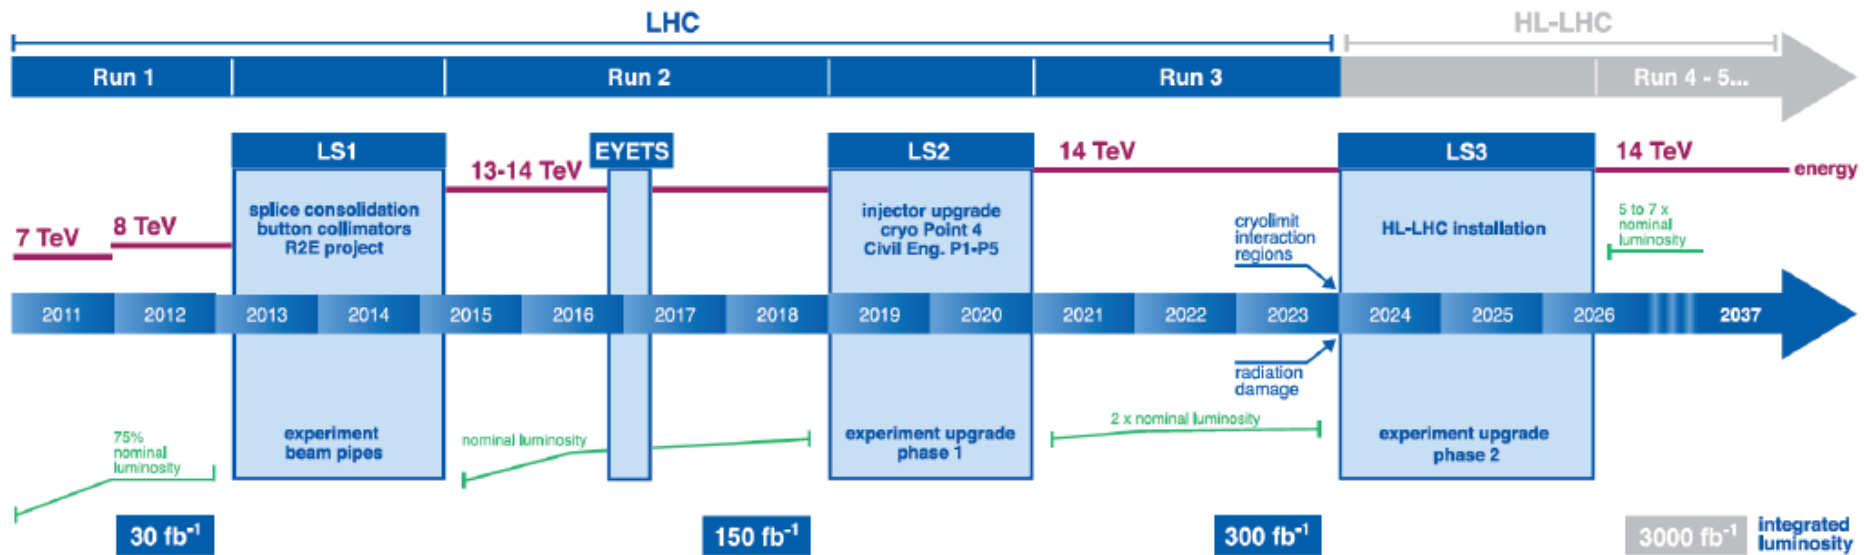 LHC
HL-LHC
Run 1
Run 2
Run 3
Run 4 - 5...
LS1
EYETS
LS2
14 TeV
LS3
14 TeV
energy
13-14 TeV
7 TeV
8 TeV
splice consolidation
button collimators
R2E project
injector upgrade
cryo Point 4
Civil Eng. P1-P5
cryolimit
interaction
regions
HL-LHC installation
5 to 7 x
nominal
luminosity
2011
2012
2013
2014
2015
2016
2017
2018
2019
2020
2021
2022
2023
2024
2025
2026
2037
radiation
damage
75%
nominal
luminosity
experiment
beam pipes
nominal luminosity
experiment upgrade
phase 1
2 x nominal luminosity
experiment upgrade
phase 2
30 fb⁻¹
150 fb⁻¹
300 fb⁻¹
3000 fb⁻¹
integrated
luminosity